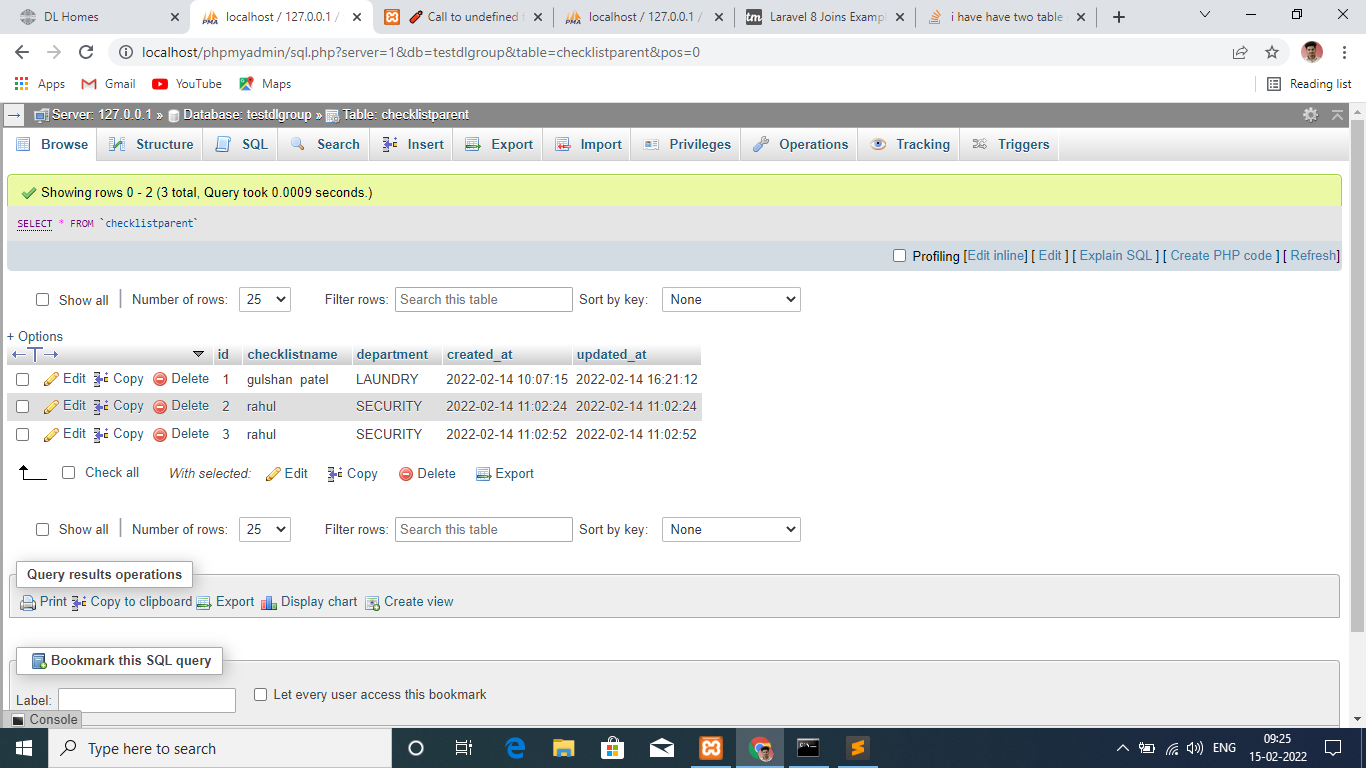 DL Homes
localhost / 127.0.0.1 /
Call to undefined f
localhost / 127.0.0.1 /
Laravel 8 Joins Exampl
i have have two table
localhost/phpmyadmin/sql.php?server=1&db=testdlgroup&table=checklistparent&pos=0
Apps Gmail YouTube Maps Reading list
Server: 127.0.0.1 » Database: testdlgroup » Table: checklistparent
Browse Structure SQL Search Insert Export Import Privileges Operations Tracking Triggers
Showing rows 0 - 2 (3 total, Query took 0.0009 seconds.)
SELECT * FROM `checklistparent`
Profiling [Edit inline] [ Edit ] [ Explain SQL ] [ Create PHP code ] [ Refresh]
Show all Number of rows: 25 Filter rows: Search this table Sort by key: None
+ Options
id checklistname department created_at updated_at
Edit Copy Delete 1 gulshan patel LAUNDRY 2022-02-14 10:07:15 2022-02-14 16:21:12
Edit Copy Delete 2 rahul SECURITY 2022-02-14 11:02:24 2022-02-14 11:02:24
Edit Copy Delete 3 rahul SECURITY 2022-02-14 11:02:52 2022-02-14 11:02:52
Check all With selected: Edit Copy Delete Export
Show all Number of rows: 25 Filter rows: Search this table Sort by key: None
Query results operations
Print Copy to clipboard Export Display chart Create view
Bookmark this SQL query
Label: Let every user access this bookmark
Console
Type here to search
ENG
09:25
15-02-2022